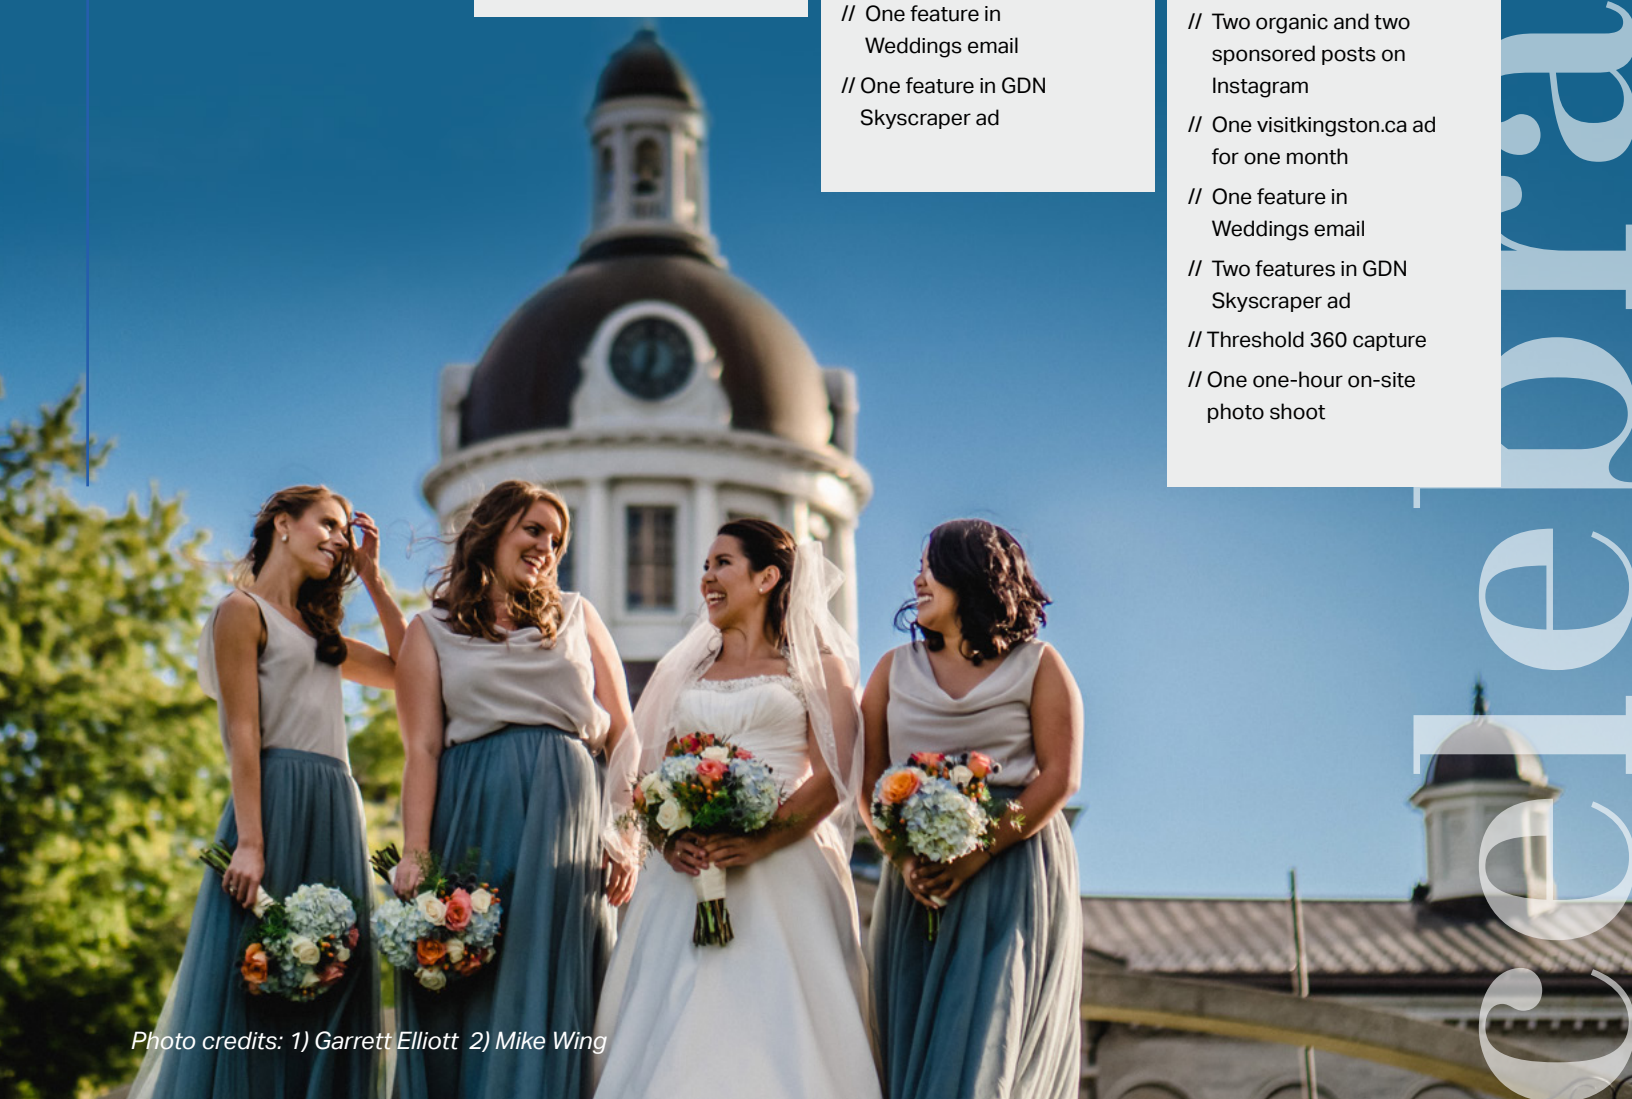 // One feature in
Weddings email
// One feature in GDN
Skyscraper ad
// Two organic and two
sponsored posts on
Instagram
// One visitkingston.ca ad
for one month
// One feature in
Weddings email
// Two features in GDN
Skyscraper ad
// Threshold 360 capture
// One one-hour on-site
photo shoot
celebra
Photo credits: 1) Garrett Elliott 2) Mike Wing